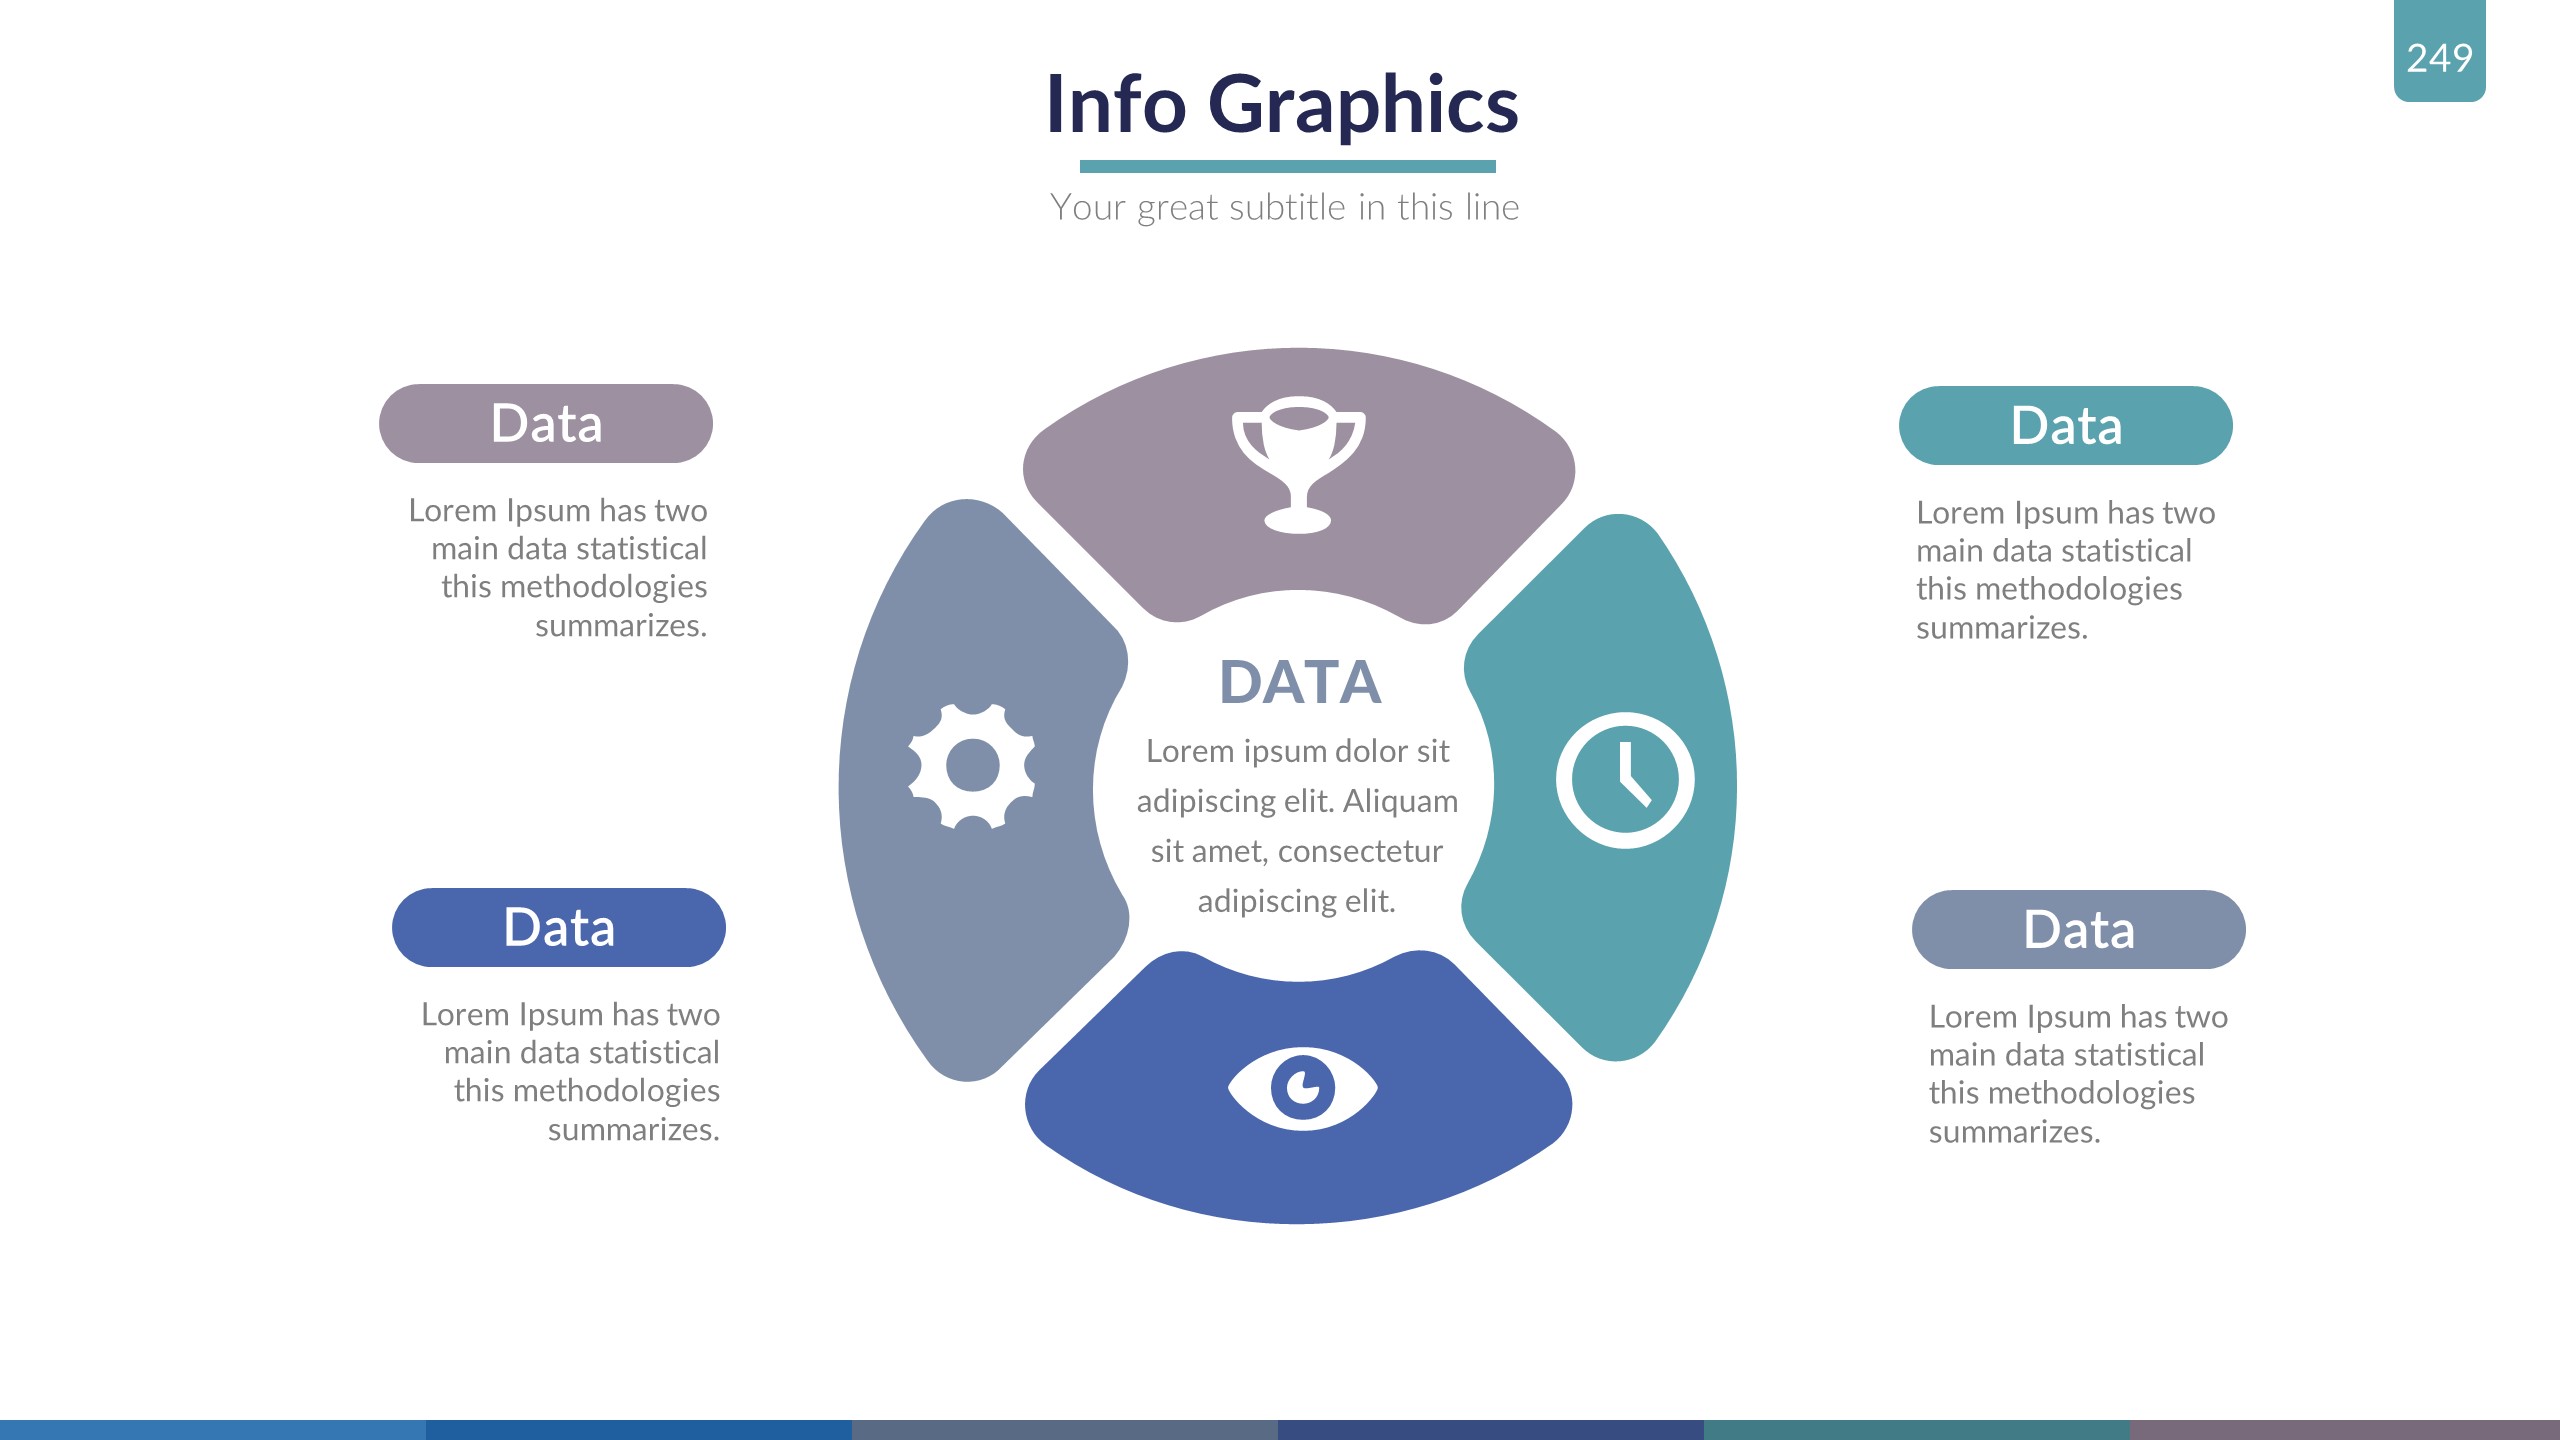 249
Info Graphics
Your great subtitle in this line
Data
Lorem Ipsum has two
main data statistical
this methodologies
summarizes.
Data
Lorem Ipsum has two
main data statistical
this methodologies
summarizes.
DATA
Lorem ipsum dolor sit
adipiscing elit. Aliquam
sit amet, consectetur
adipiscing elit.
Data
Lorem Ipsum has two
main data statistical
this methodologies
summarizes.
Data
Lorem Ipsum has two
main data statistical
this methodologies
summarizes.